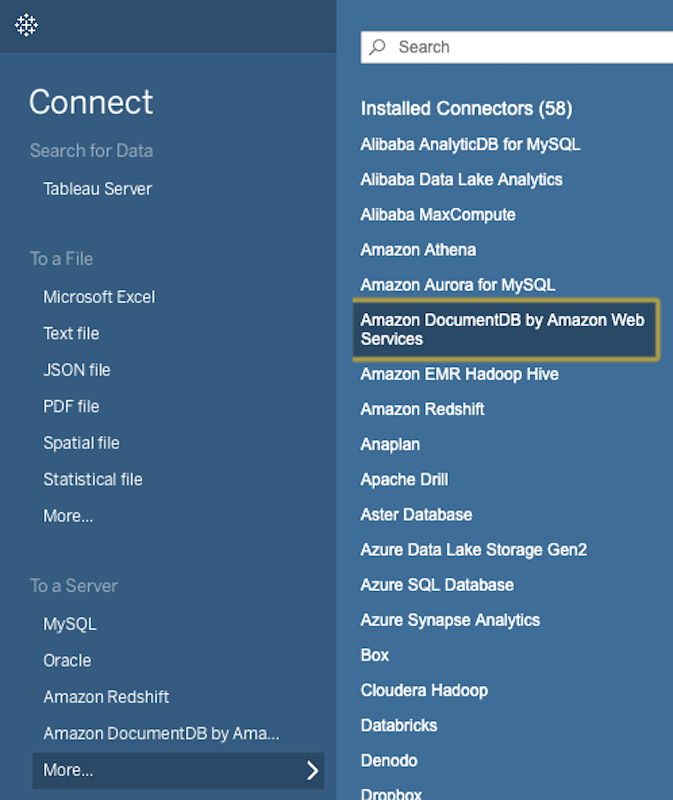 Connect
Search for Data
Tableau Server
To a File
Microsoft Excel
Text file
JSON file
PDF file
Spatial file
Statistical file
More...
To a Server
MySQL
Oracle
Amazon Redshift
Amazon DocumentDB by Ama...
More...
Search
Installed Connectors (58)
Alibaba AnalyticDB for MySQL
Alibaba Data Lake Analytics
Alibaba MaxCompute
Amazon Athena
Amazon Aurora for MySQL
Amazon DocumentDB by Amazon Web
Services
Amazon EMR Hadoop Hive
Amazon Redshift
Anaplan
Apache Drill
Aster Database
Azure Data Lake Storage Gen2
Azure SQL Database
Azure Synapse Analytics
Box
Cloudera Hadoop
Databricks
Denodo
Dropbox